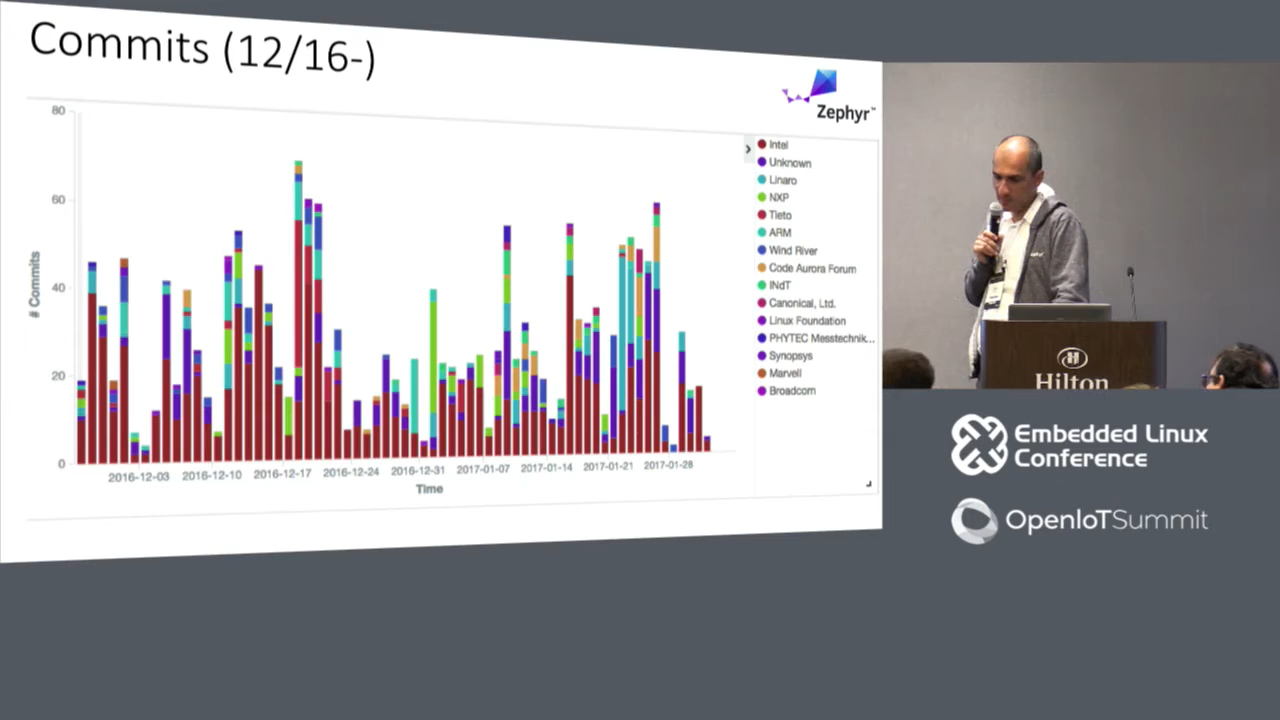 Commits (12/16-)
Zephyr™
80
60
40
20
0
# Commits
2016-12-03
2016-12-10
2016-12-17
2016-12-24
2016-12-31
2017-01-07
2017-01-14
2017-01-21
2017-01-28
Time
Intel
Unknown
Linaro
NXP
Tieto
ARM
Wind River
Code Aurora Forum
INdT
Canonical, Ltd.
Linux Foundation
PHYTEC Messtechnik...
Synopsys
Marvell
Broadcom
Hilton
Embedded Linux
Conference
OpenIoTSummit